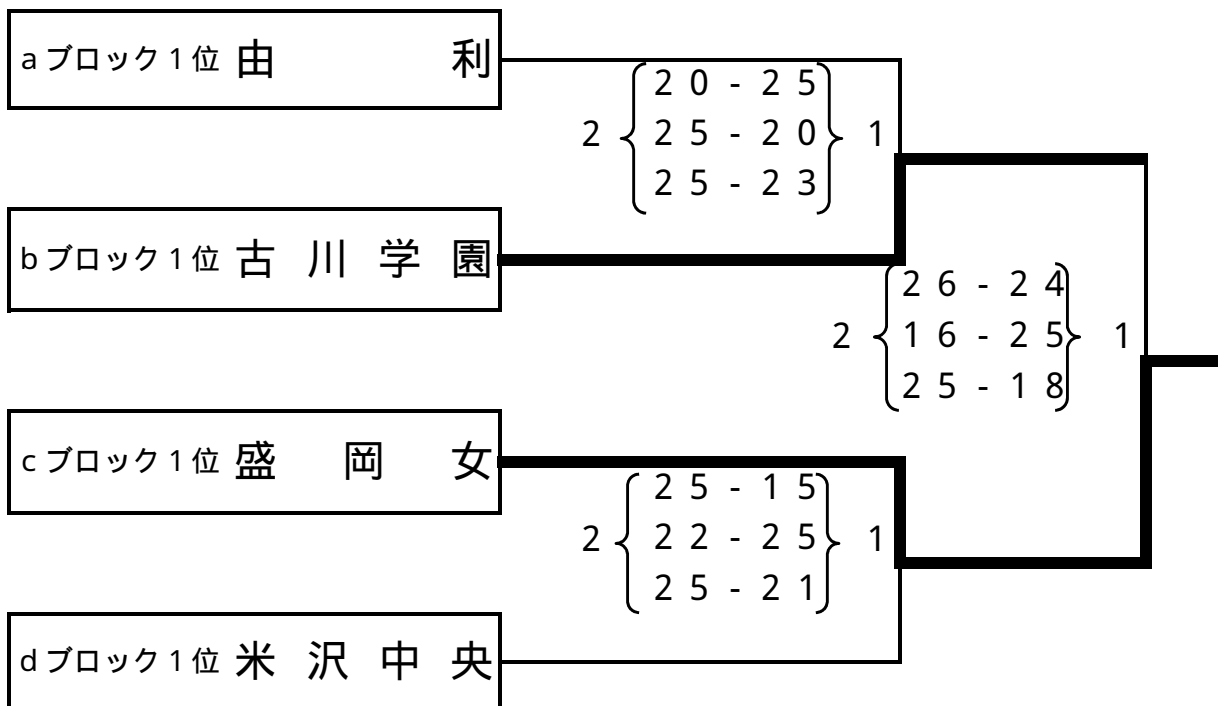 aブロック1位 由利
20-25
2 25-20 1
25-23
bブロック1位 古川学園
26-24
2 16-25 1
25-18
cブロック1位 盛岡女
25-15
2 22-25 1
25-21
dブロック1位 米沢中央